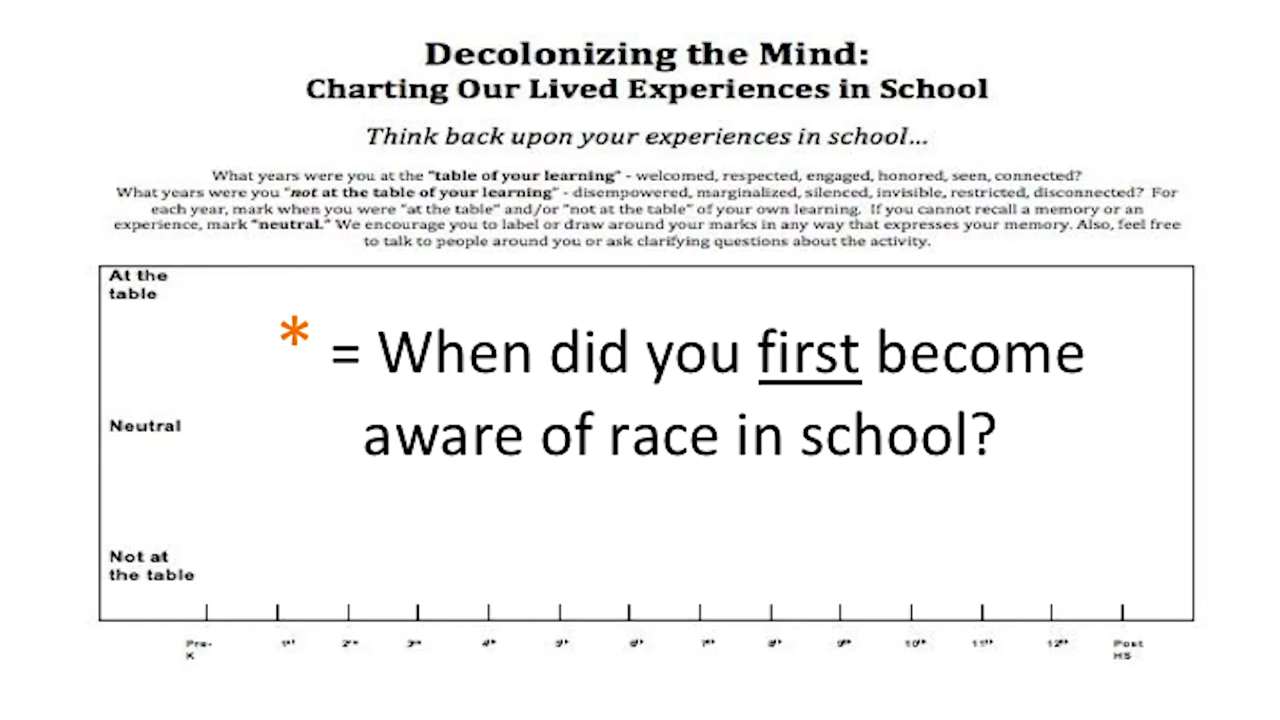 Decolonizing the Mind:
Charting Our Lived Experiences in School
Think back upon your experiences in school...
What years were you at the "table of your learning" - welcomed, respected, engaged, honored, seen, connected?
What years were you "not at the table of your learning" - disempowered, marginalized, silenced, invisible, restricted, disconnected? For
each year, mark when you were "at the table" and/or "not at the table" of your own learning. If you cannot recall a memory or an
experience, mark "neutral." We encourage you to label or draw around your marks in any way that expresses your memory. Also, feel free
to talk to people around you or ask clarifying questions about the activity.
At the
table
* = When did you first become
aware of race in school?
Neutral
Not at
the table
Pre-
K
1st 2nd 3rd 4th 5th 6th 7th 8th 9th 10th 11th 12th Post
HS